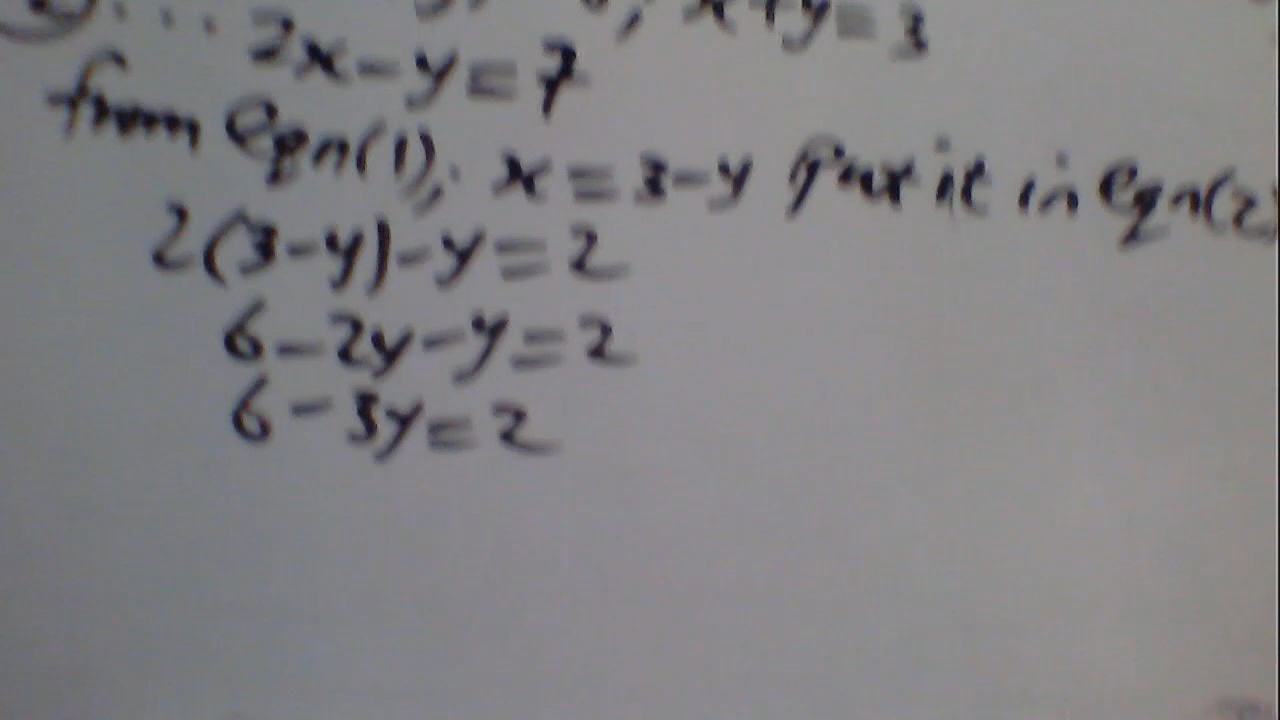 x+y=3
2x-y=7
from eqn(1), x=3-y put it in eqn(2)
2(3-y)-y=2
6-2y-y=2
6-3y=2